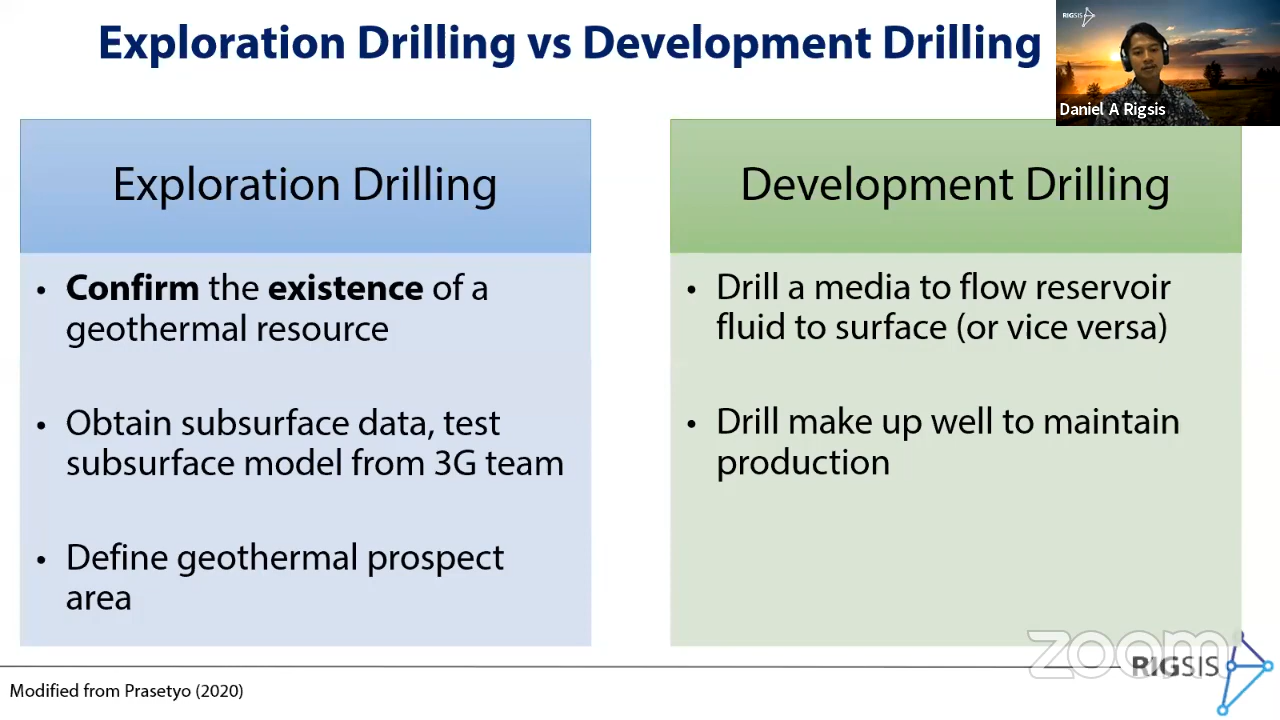 Exploration Drilling vs Development Drilling
RIGSIS
Daniel A Rigsis
Exploration Drilling
• Confirm the existence of a
geothermal resource
• Obtain subsurface data, test
subsurface model from 3G team
• Define geothermal prospect
area
Development Drilling
• Drill a media to flow reservoir
fluid to surface (or vice versa)
• Drill make up well to maintain
production
zoom
RIGSIS
Modified from Prasetyo (2020)